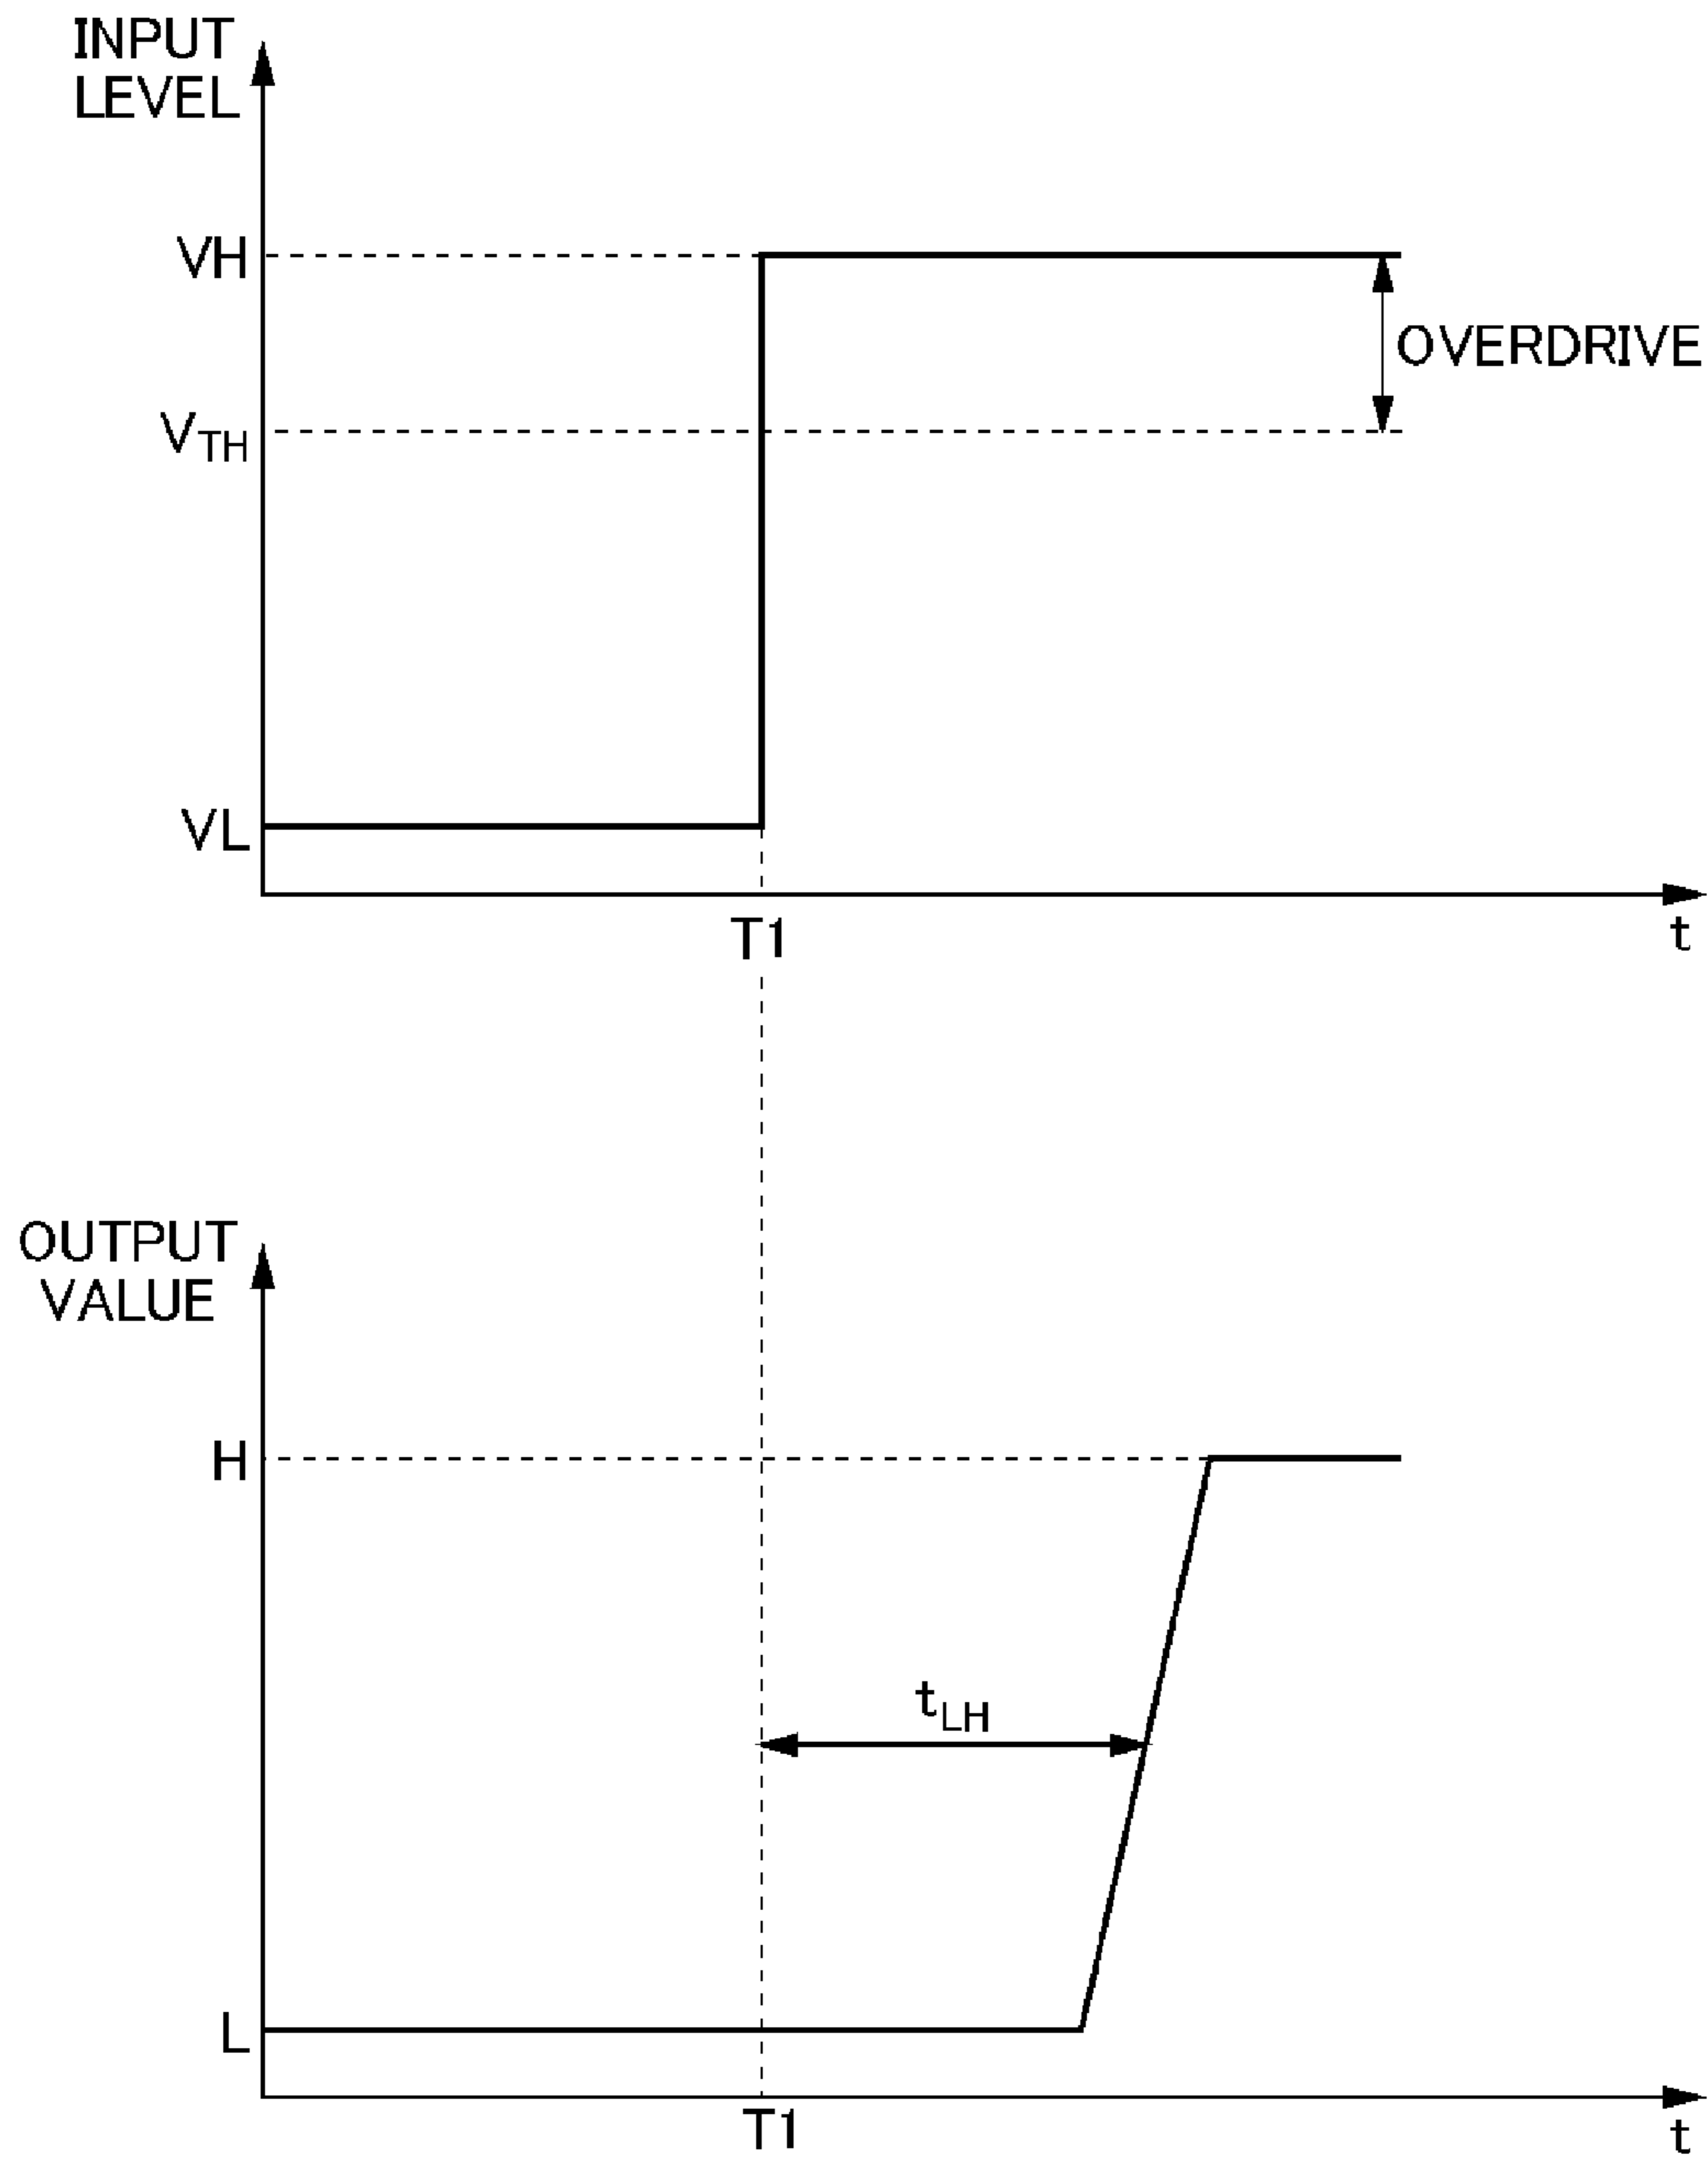 INPUT
LEVEL
VH
OVERDRIVE
VTH
VL
T1
t
OUTPUT
VALUE
H
tLH
L
T1
t